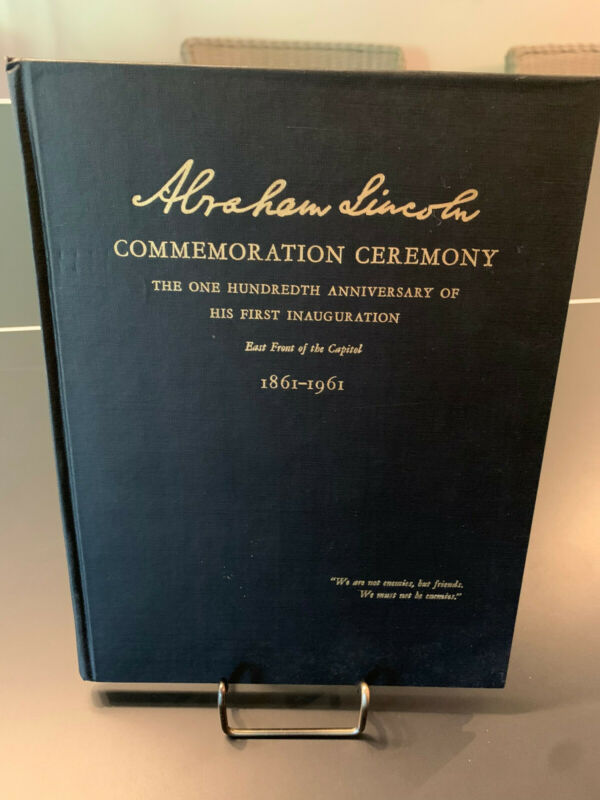 Abraham Lincoln
COMMEMORATION CEREMONY
THE ONE HUNDREDTH ANNIVERSARY OF
HIS FIRST INAUGURATION
East Front of the Capitol
1861–1961
"We are not enemies, but friends.
We must not be enemies."